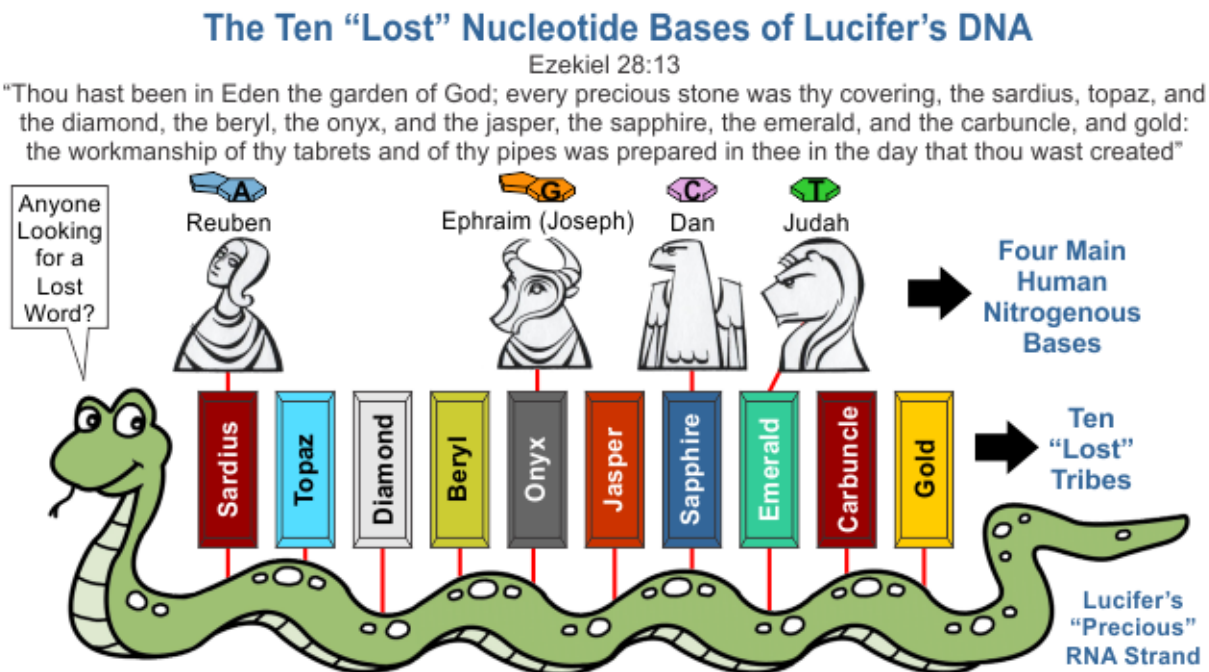 The Ten “Lost” Nucleotide Bases of Lucifer’s DNA
Ezekiel 28:13
“Thou hast been in Eden the garden of God; every precious stone was thy covering, the sardius, topaz, and
the diamond, the beryl, the onyx, and the jasper, the sapphire, the emerald, and the carbuncle, and gold:
the workmanship of thy tabrets and of thy pipes was prepared in thee in the day that thou wast created”
Anyone
Looking
for a
Lost
Word?
A
Reuben
G
Ephraim (Joseph)
C
Dan
T
Judah
Four Main
Human
Nitrogenous
Bases
Sardius
Topaz
Diamond
Beryl
Onyx
Jasper
Sapphire
Emerald
Carbuncle
Gold
Ten
“Lost”
Tribes
Lucifer’s
“Precious”
RNA Strand